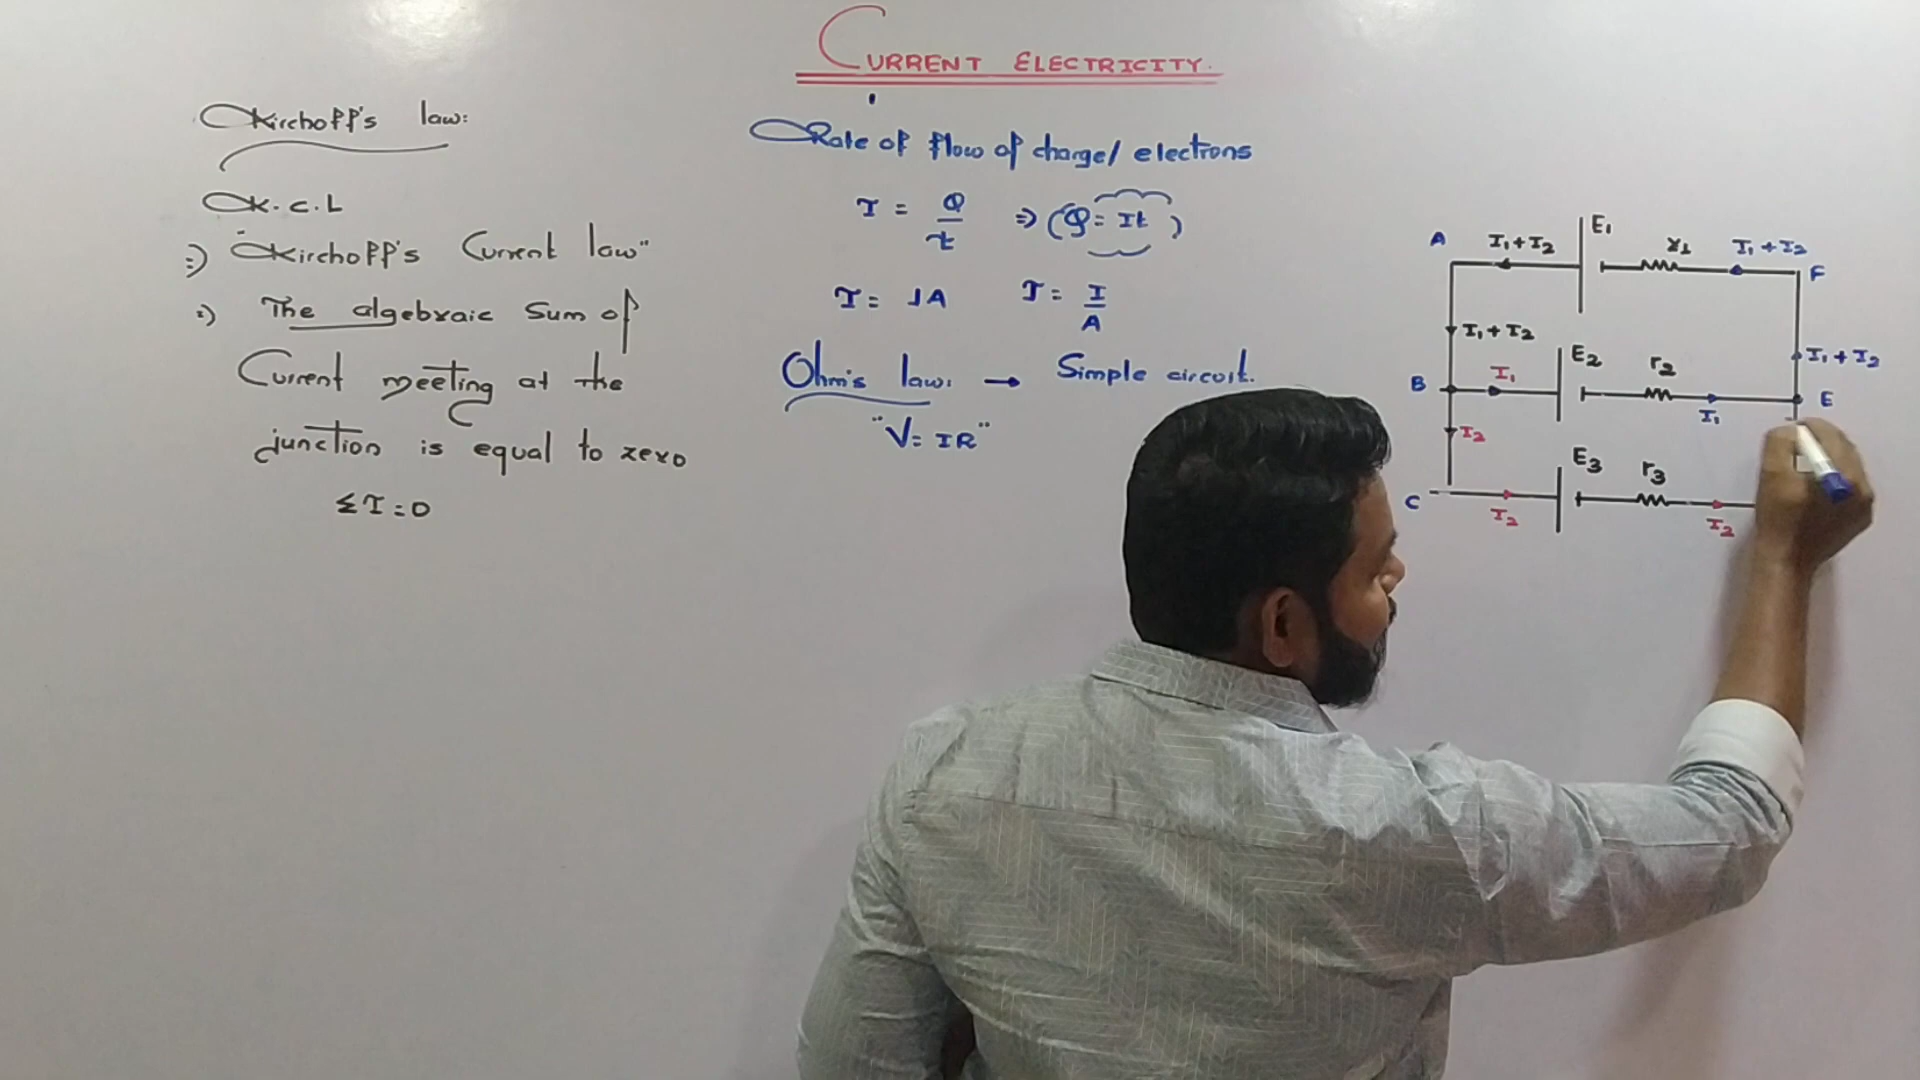 CURRENT ELECTRICITY.
Kirchoff's law:
K.C.L
"Kirchoff's Current law"
The algebraic Sum of
Current meeting at the
junction is equal to zero
ΣI=0
Rate of flow of charge/ electrons
I = Q/t ⇒ (Q = It)
I = 1A I = I/A
Ohm's law: → Simple circuit.
"V= IR"
E1
A I1+I2 r1 I1+I2 F
I1+I2 E2 r2 I1+I2
B I1 I1 E
I2 E3 r3
C I2 I2